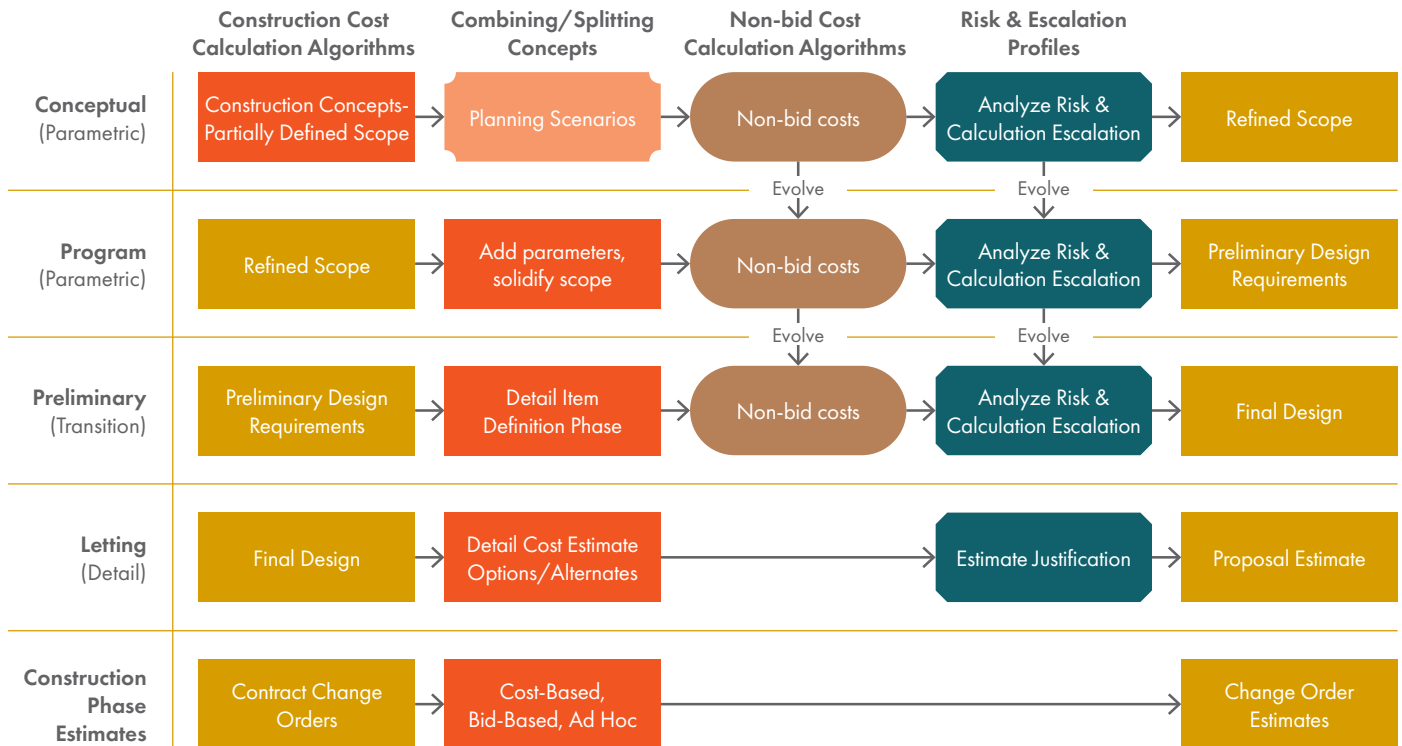 Construction Cost
Calculation Algorithms
Combining/Splitting
Concepts
Non-bid Cost
Calculation Algorithms
Risk & Escalation
Profiles
Conceptual
(Parametric)
Construction Concepts-
Partially Defined Scope
Planning Scenarios
Non-bid costs
Analyze Risk &
Calculation Escalation
Refined Scope
Evolve
Evolve
Program
(Parametric)
Refined Scope
Add parameters,
solidify scope
Non-bid costs
Analyze Risk &
Calculation Escalation
Preliminary Design
Requirements
Evolve
Evolve
Preliminary
(Transition)
Preliminary Design
Requirements
Detail Item
Definition Phase
Non-bid costs
Analyze Risk &
Calculation Escalation
Final Design
Letting
(Detail)
Final Design
Detail Cost Estimate
Options/Alternates
Estimate Justification
Proposal Estimate
Construction
Phase
Estimates
Contract Change
Orders
Cost-Based,
Bid-Based, Ad Hoc
Change Order
Estimates